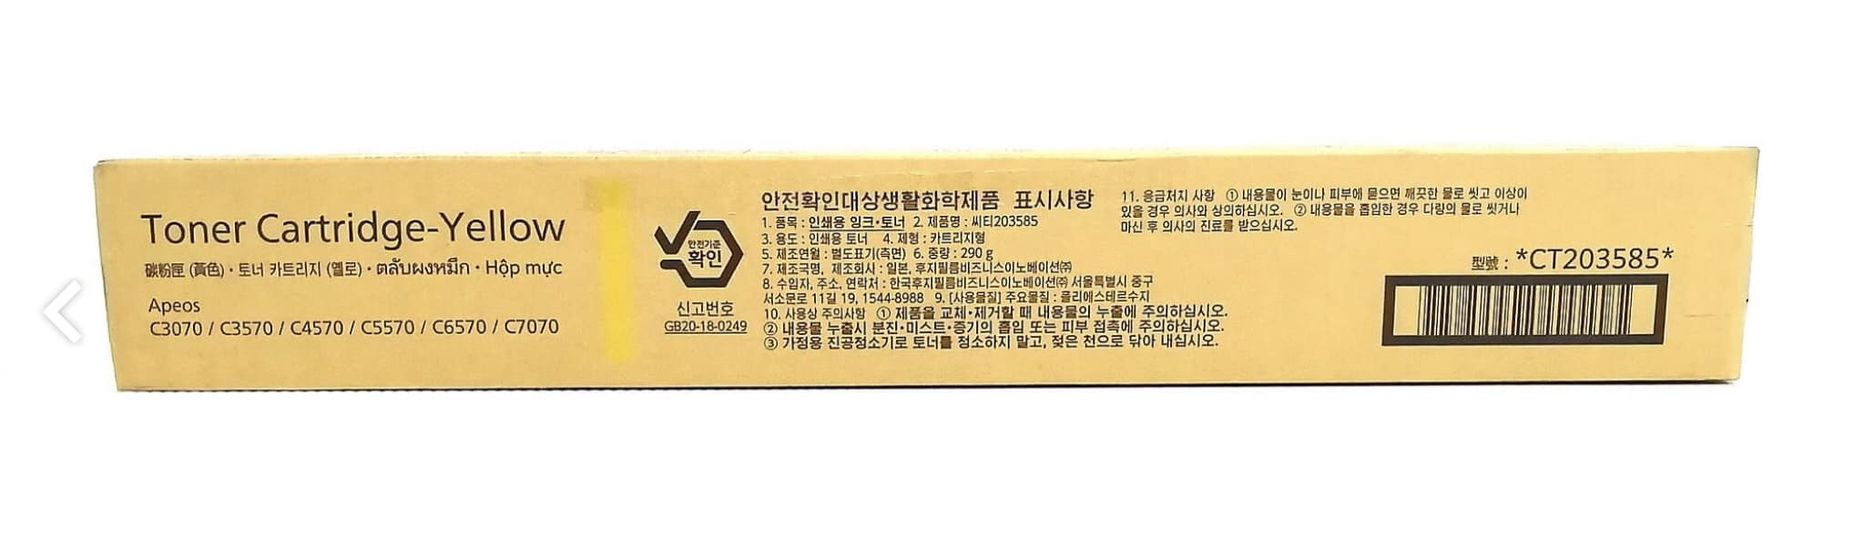 Toner Cartridge-Yellow
碳粉匣 (黃色)・토너 카트리지 (옐로)・ตลับผงหมึก・Hộp mực
Apeos
C3070 / C3570 / C4570 / C5570 / C6570 / C7070
안전기준
확인
신고번호
GB20-18-0249
안전확인대상생활화학제품 표시사항
1. 품목 : 인쇄용 잉크・토너 2. 제품명 : 씨티203585
3. 용도 : 인쇄용 토너 4. 제형 : 카트리지형
5. 제조연월 : 별도표기(측면) 6. 중량 : 290 g
7. 제조국명, 제조회사 : 일본, 후지필름비즈니스이노베이션㈜
8. 수입자, 주소, 연락처 : 한국후지필름비즈니스이노베이션㈜ 서울특별시 중구
서소문로 11길 19, 1544-8988 9. [사용물질] 주요물질 : 폴리에스테르수지
10. 사용상 주의사항 ① 제품을 교체・제거할 때 내용물의 누출에 주의하십시오.
② 내용물 누출시 분진・미스트・증기의 흡입 또는 피부 접촉에 주의하십시오.
③ 가정용 진공청소기로 토너를 청소하지 말고, 젖은 천으로 닦아 내십시오.
11. 응급처치 사항 ① 내용물이 눈이나 피부에 묻으면 깨끗한 물로 씻고 이상이
있을 경우 의사와 상의하십시오. ② 내용물을 흡입한 경우 다량의 물로 씻거나
마신 후 의사의 진료를 받으십시오.
型號 : *CT203585*